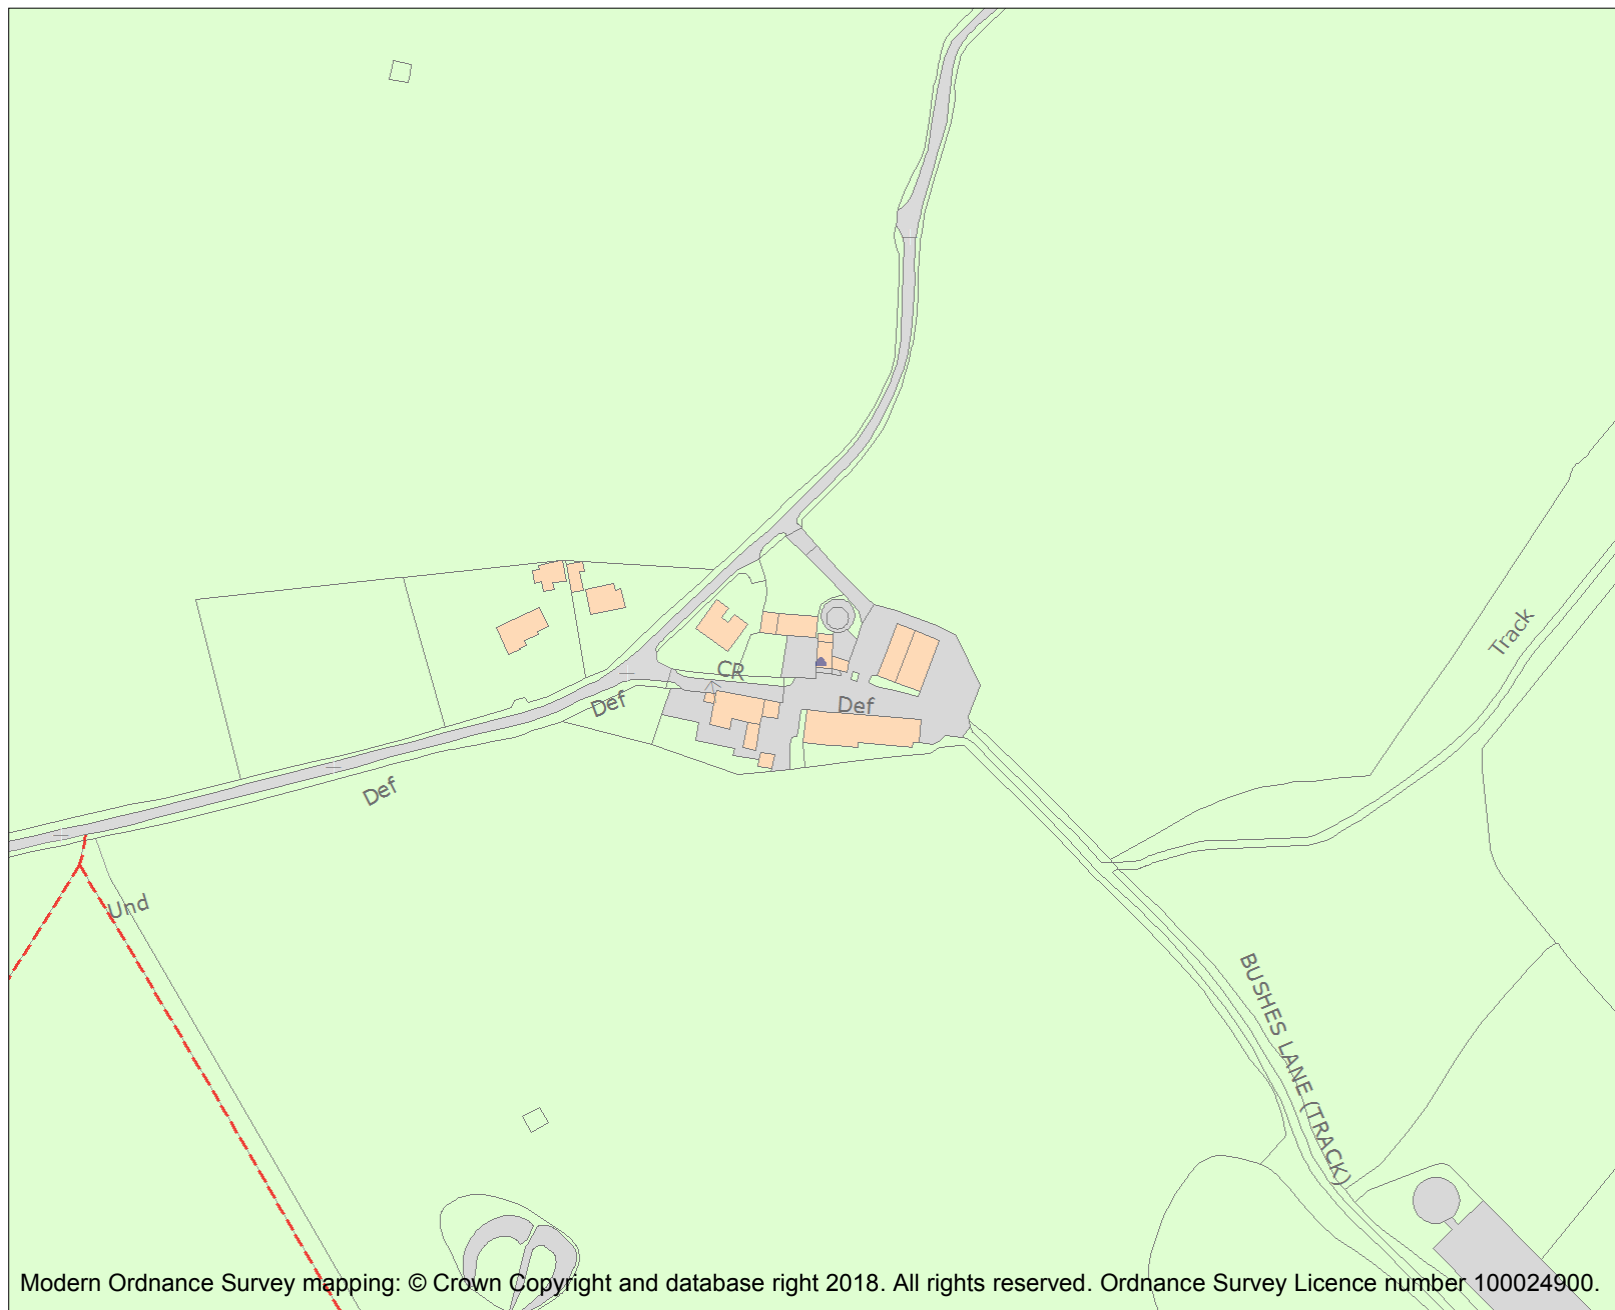 Track
CR
Def
Def
Def
Und
BUSHES LANE (TRACK)
Modern Ordnance Survey mapping: © Crown Copyright and database right 2018. All rights reserved. Ordnance Survey Licence number 100024900.